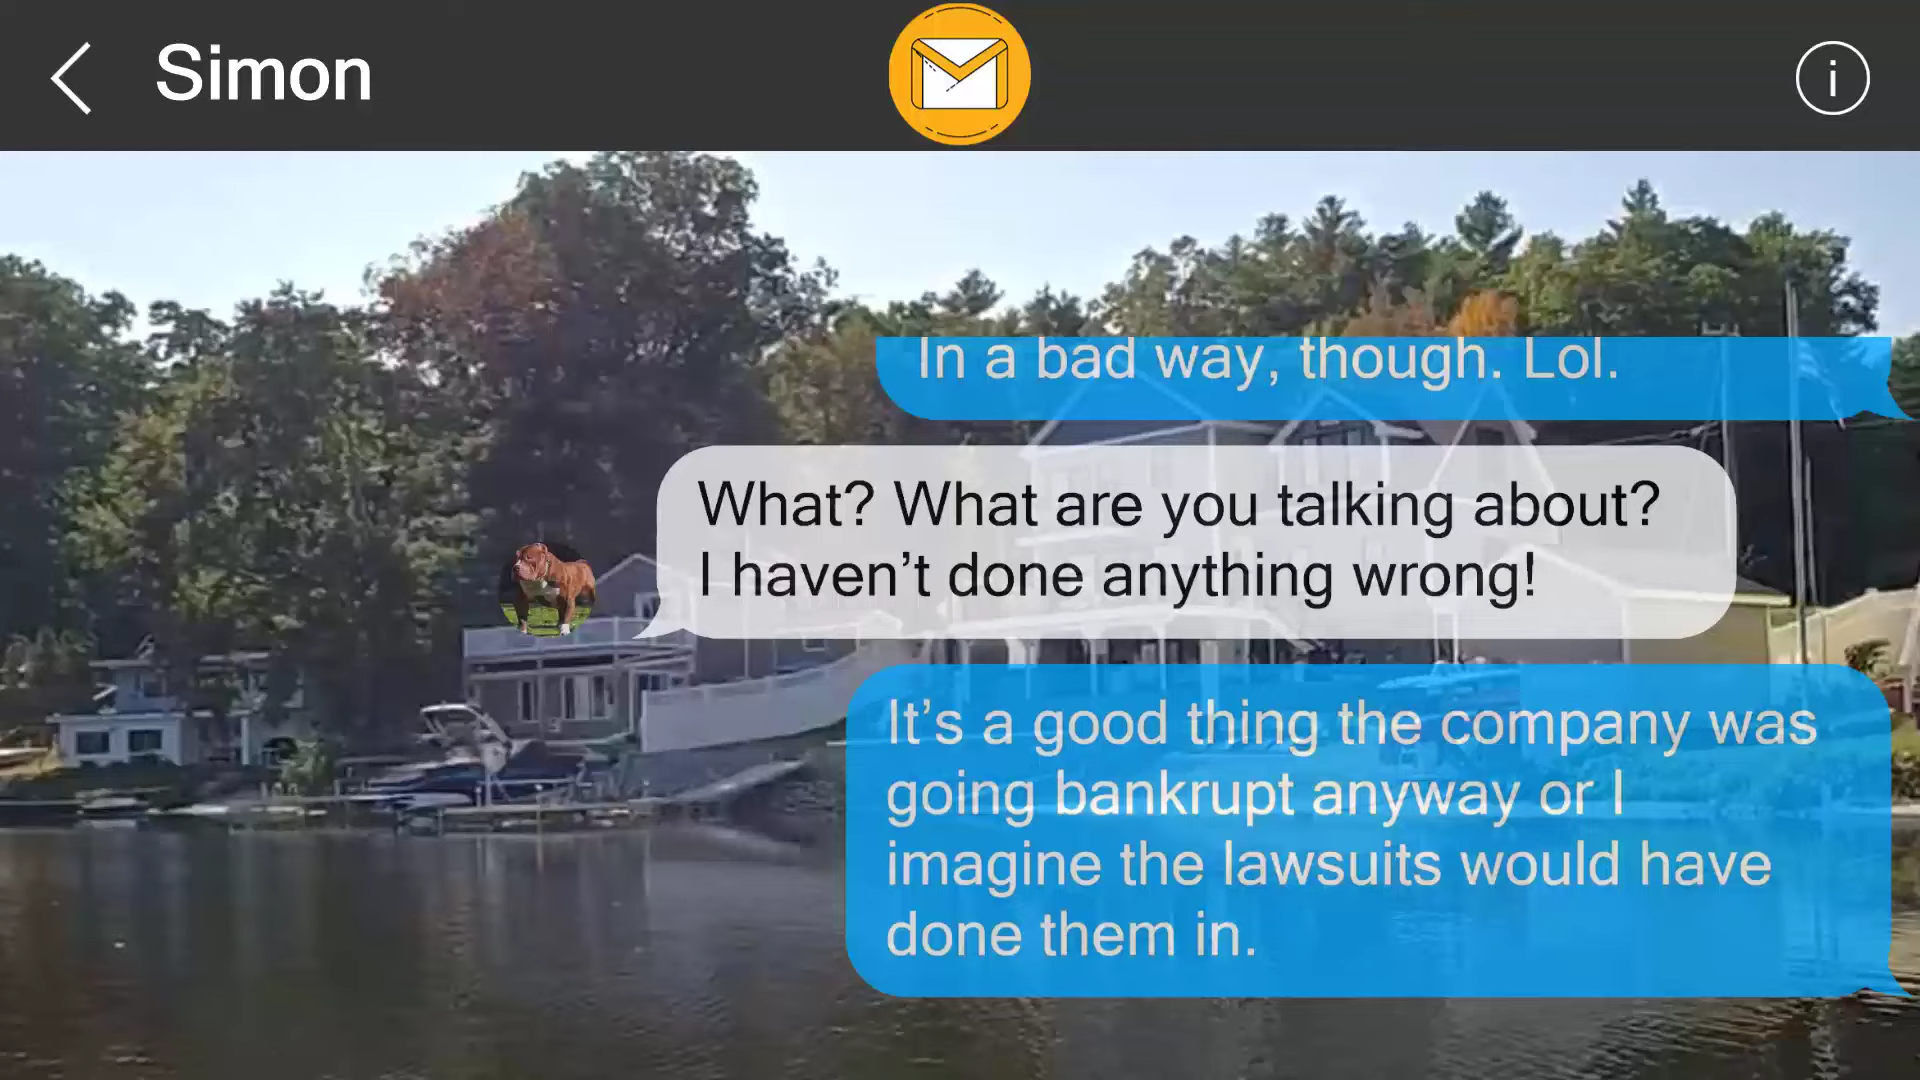 Simon
i
In a bad way, though. Lol.
What? What are you talking about?
I haven’t done anything wrong!
It’s a good thing the company was
going bankrupt anyway or I
imagine the lawsuits would have
done them in.